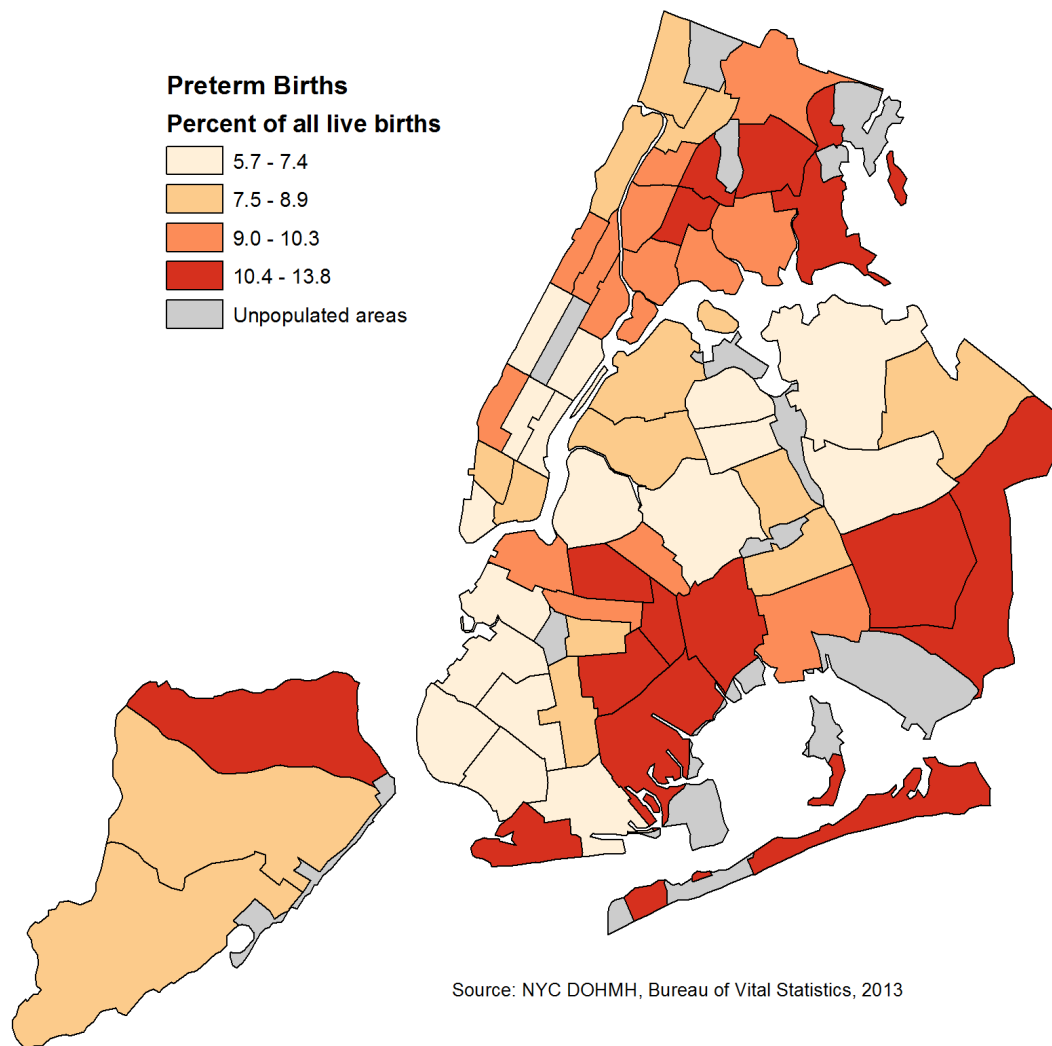 Preterm Births
Percent of all live births
5.7 - 7.4
7.5 - 8.9
9.0 - 10.3
10.4 - 13.8
Unpopulated areas
Source: NYC DOHMH, Bureau of Vital Statistics, 2013